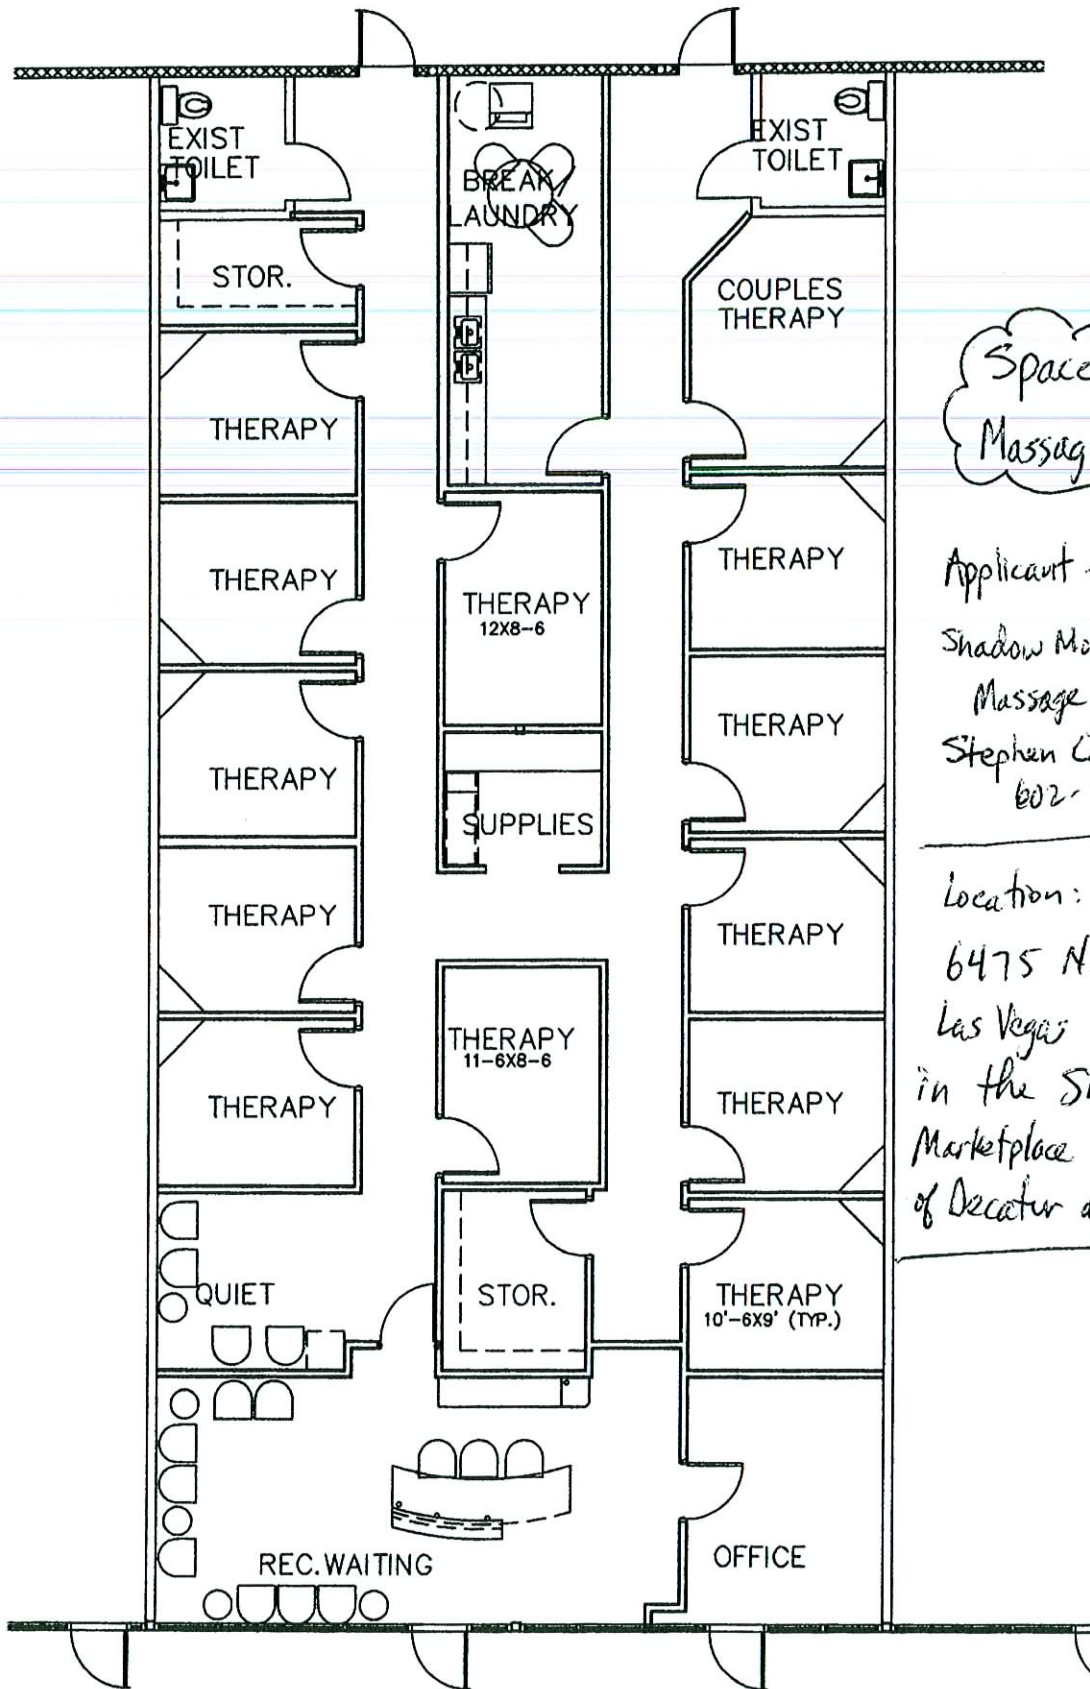 EXIST
TOILET
BREAK/
LAUNDRY
EXIST
TOILET
STOR.
COUPLES
THERAPY
THERAPY
THERAPY
THERAPY
12X8-6
THERAPY
THERAPY
THERAPY
SUPPLIES
THERAPY
THERAPY
THERAPY
11-6X8-6
THERAPY
THERAPY
QUIET
STOR.
THERAPY
10'-6X9' (TYP.)
REC.WAITING
OFFICE
Space
Massag
Applicant
Shadow Mo
Massage
Stephen
602-
Location:
6475 N
Las Vegas
in the
Marketplace
of Decatur